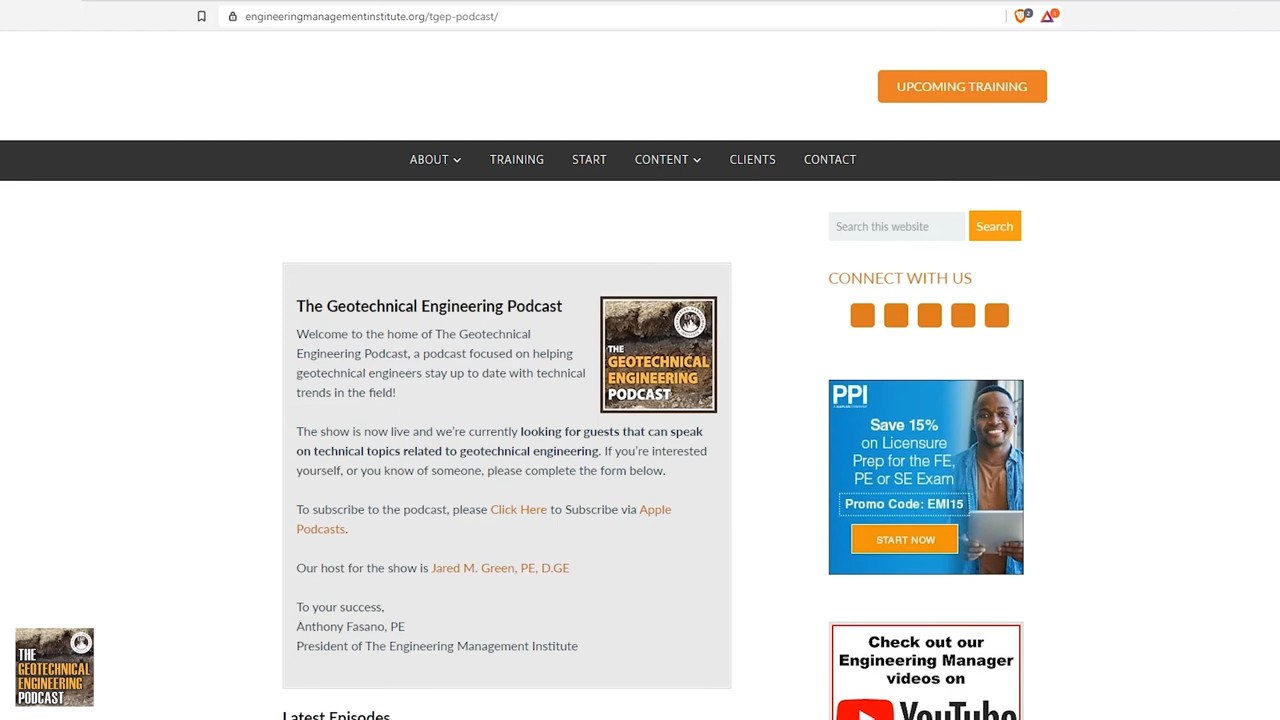 engineeringmanagementinstitute.org/tgep-podcast/
UPCOMING TRAINING
ABOUT TRAINING START CONTENT CLIENTS CONTACT
Search this website Search
CONNECT WITH US
The Geotechnical Engineering Podcast
Welcome to the home of The Geotechnical
Engineering Podcast, a podcast focused on helping
geotechnical engineers stay up to date with technical
trends in the field!
THE
GEOTECHNICAL
ENGINEERING
PODCAST
The show is now live and we're currently looking for guests that can speak
on technical topics related to geotechnical engineering. If you're interested
yourself, or you know of someone, please complete the form below.
To subscribe to the podcast, please Click Here to Subscribe via Apple
Podcasts.
Our host for the show is Jared M. Green, PE, D.GE
To your success,
Anthony Fasano, PE
President of The Engineering Management Institute
Latest Episodes
PPI
Save 15%
on Licensure
Prep for the FE,
PE or SE Exam
Promo Code: EMI15
START NOW
Check out our
Engineering Manager
videos on
YouTube
THE
GEOTECHNICAL
ENGINEERING
PODCAST